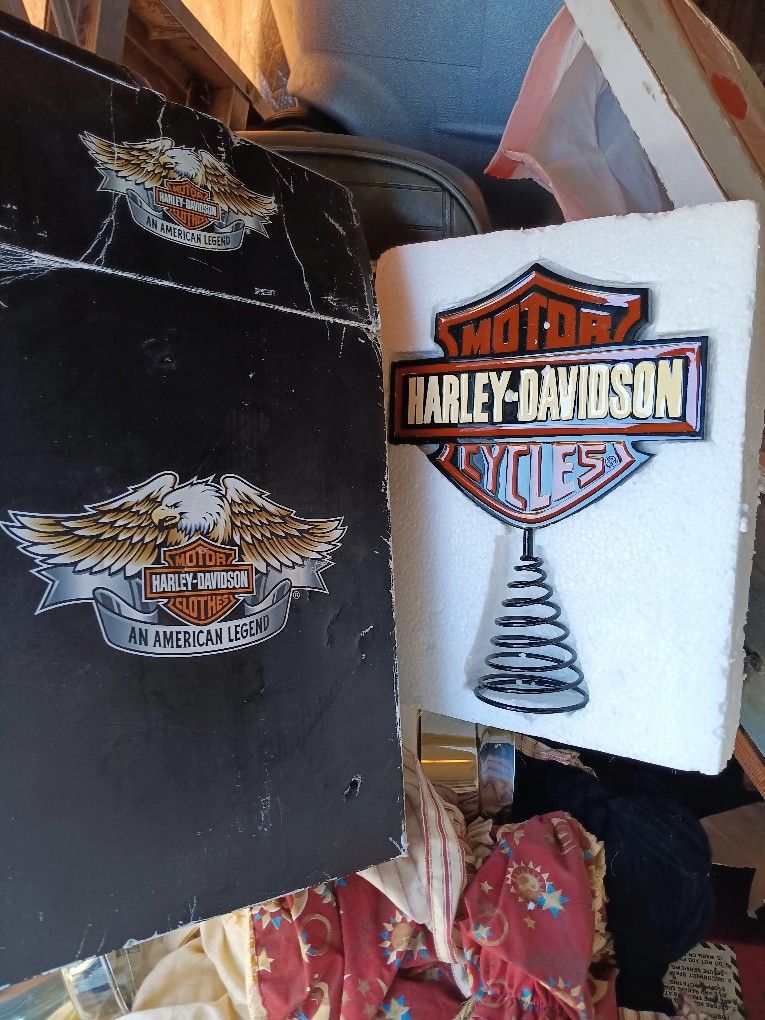 MOTOR
HARLEY-DAVIDSON
CLOTHES
AN AMERICAN LEGEND
MOTOR
HARLEY-DAVIDSON
CLOTHES
®
AN AMERICAN LEGEND
MOTOR
HARLEY-DAVIDSON
CYCLES